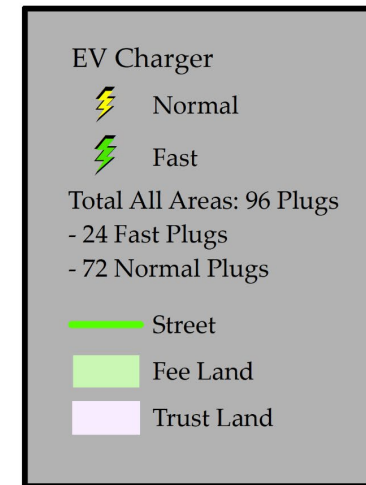 EV Charger
Normal
Fast
Total All Areas: 96 Plugs
- 24 Fast Plugs
- 72 Normal Plugs
Street
Fee Land
Trust Land